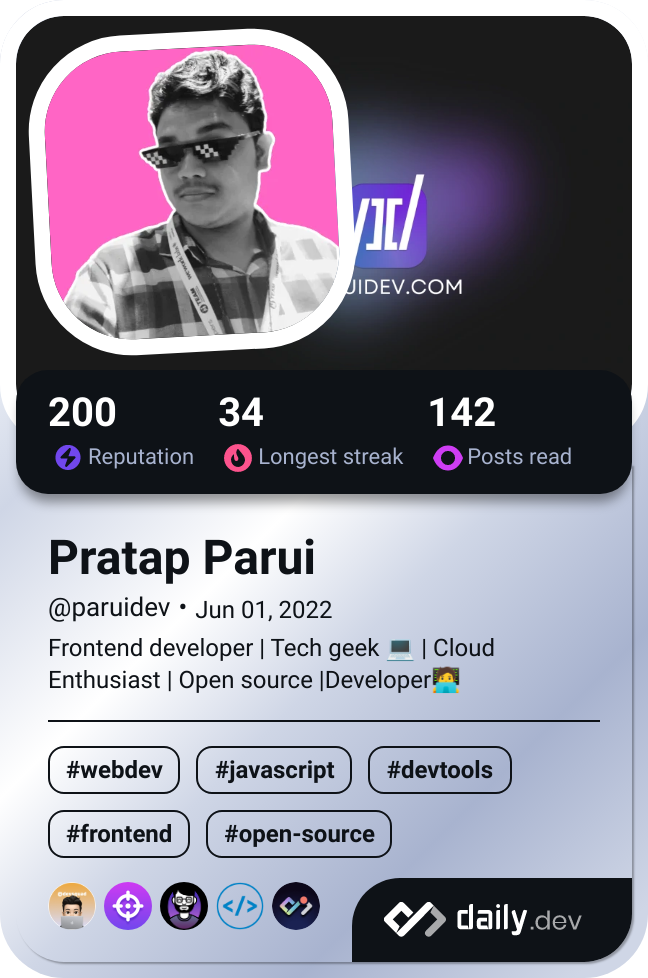 UIDEV.COM
200 34 142
Reputation Longest streak Posts read
Pratap Parui
@paruidev • Jun 01, 2022
Frontend developer | Tech geek 💻 | Cloud
Enthusiast | Open source |Developer🧑‍💻
#webdev #javascript #devtools
#frontend #open-source
</>
daily.dev